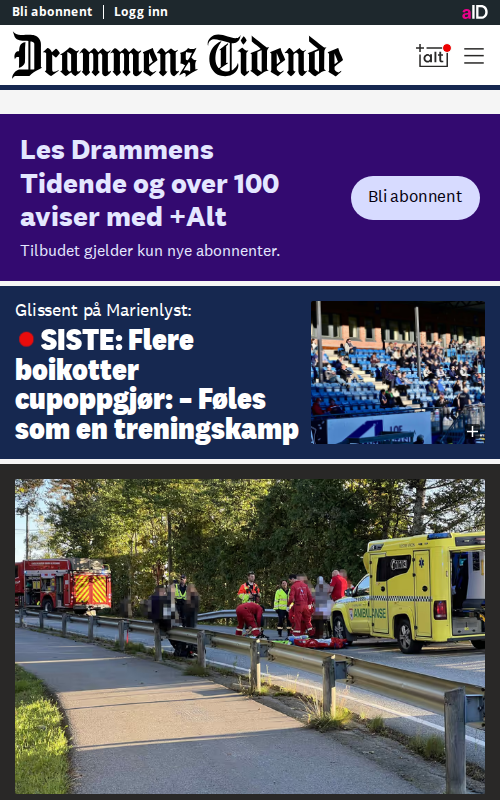 Bli abonnent
Logg inn
aID
Drammens Tidende
+alt
Les Drammens
Tidende og over 100
aviser med +Alt
Bli abonnent
Tilbudet gjelder kun nye abonnenter.
Glissent på Marienlyst:
SISTE: Flere
boikotter
cupoppgjør: – Føles
som en treningskamp
AMBULANSE